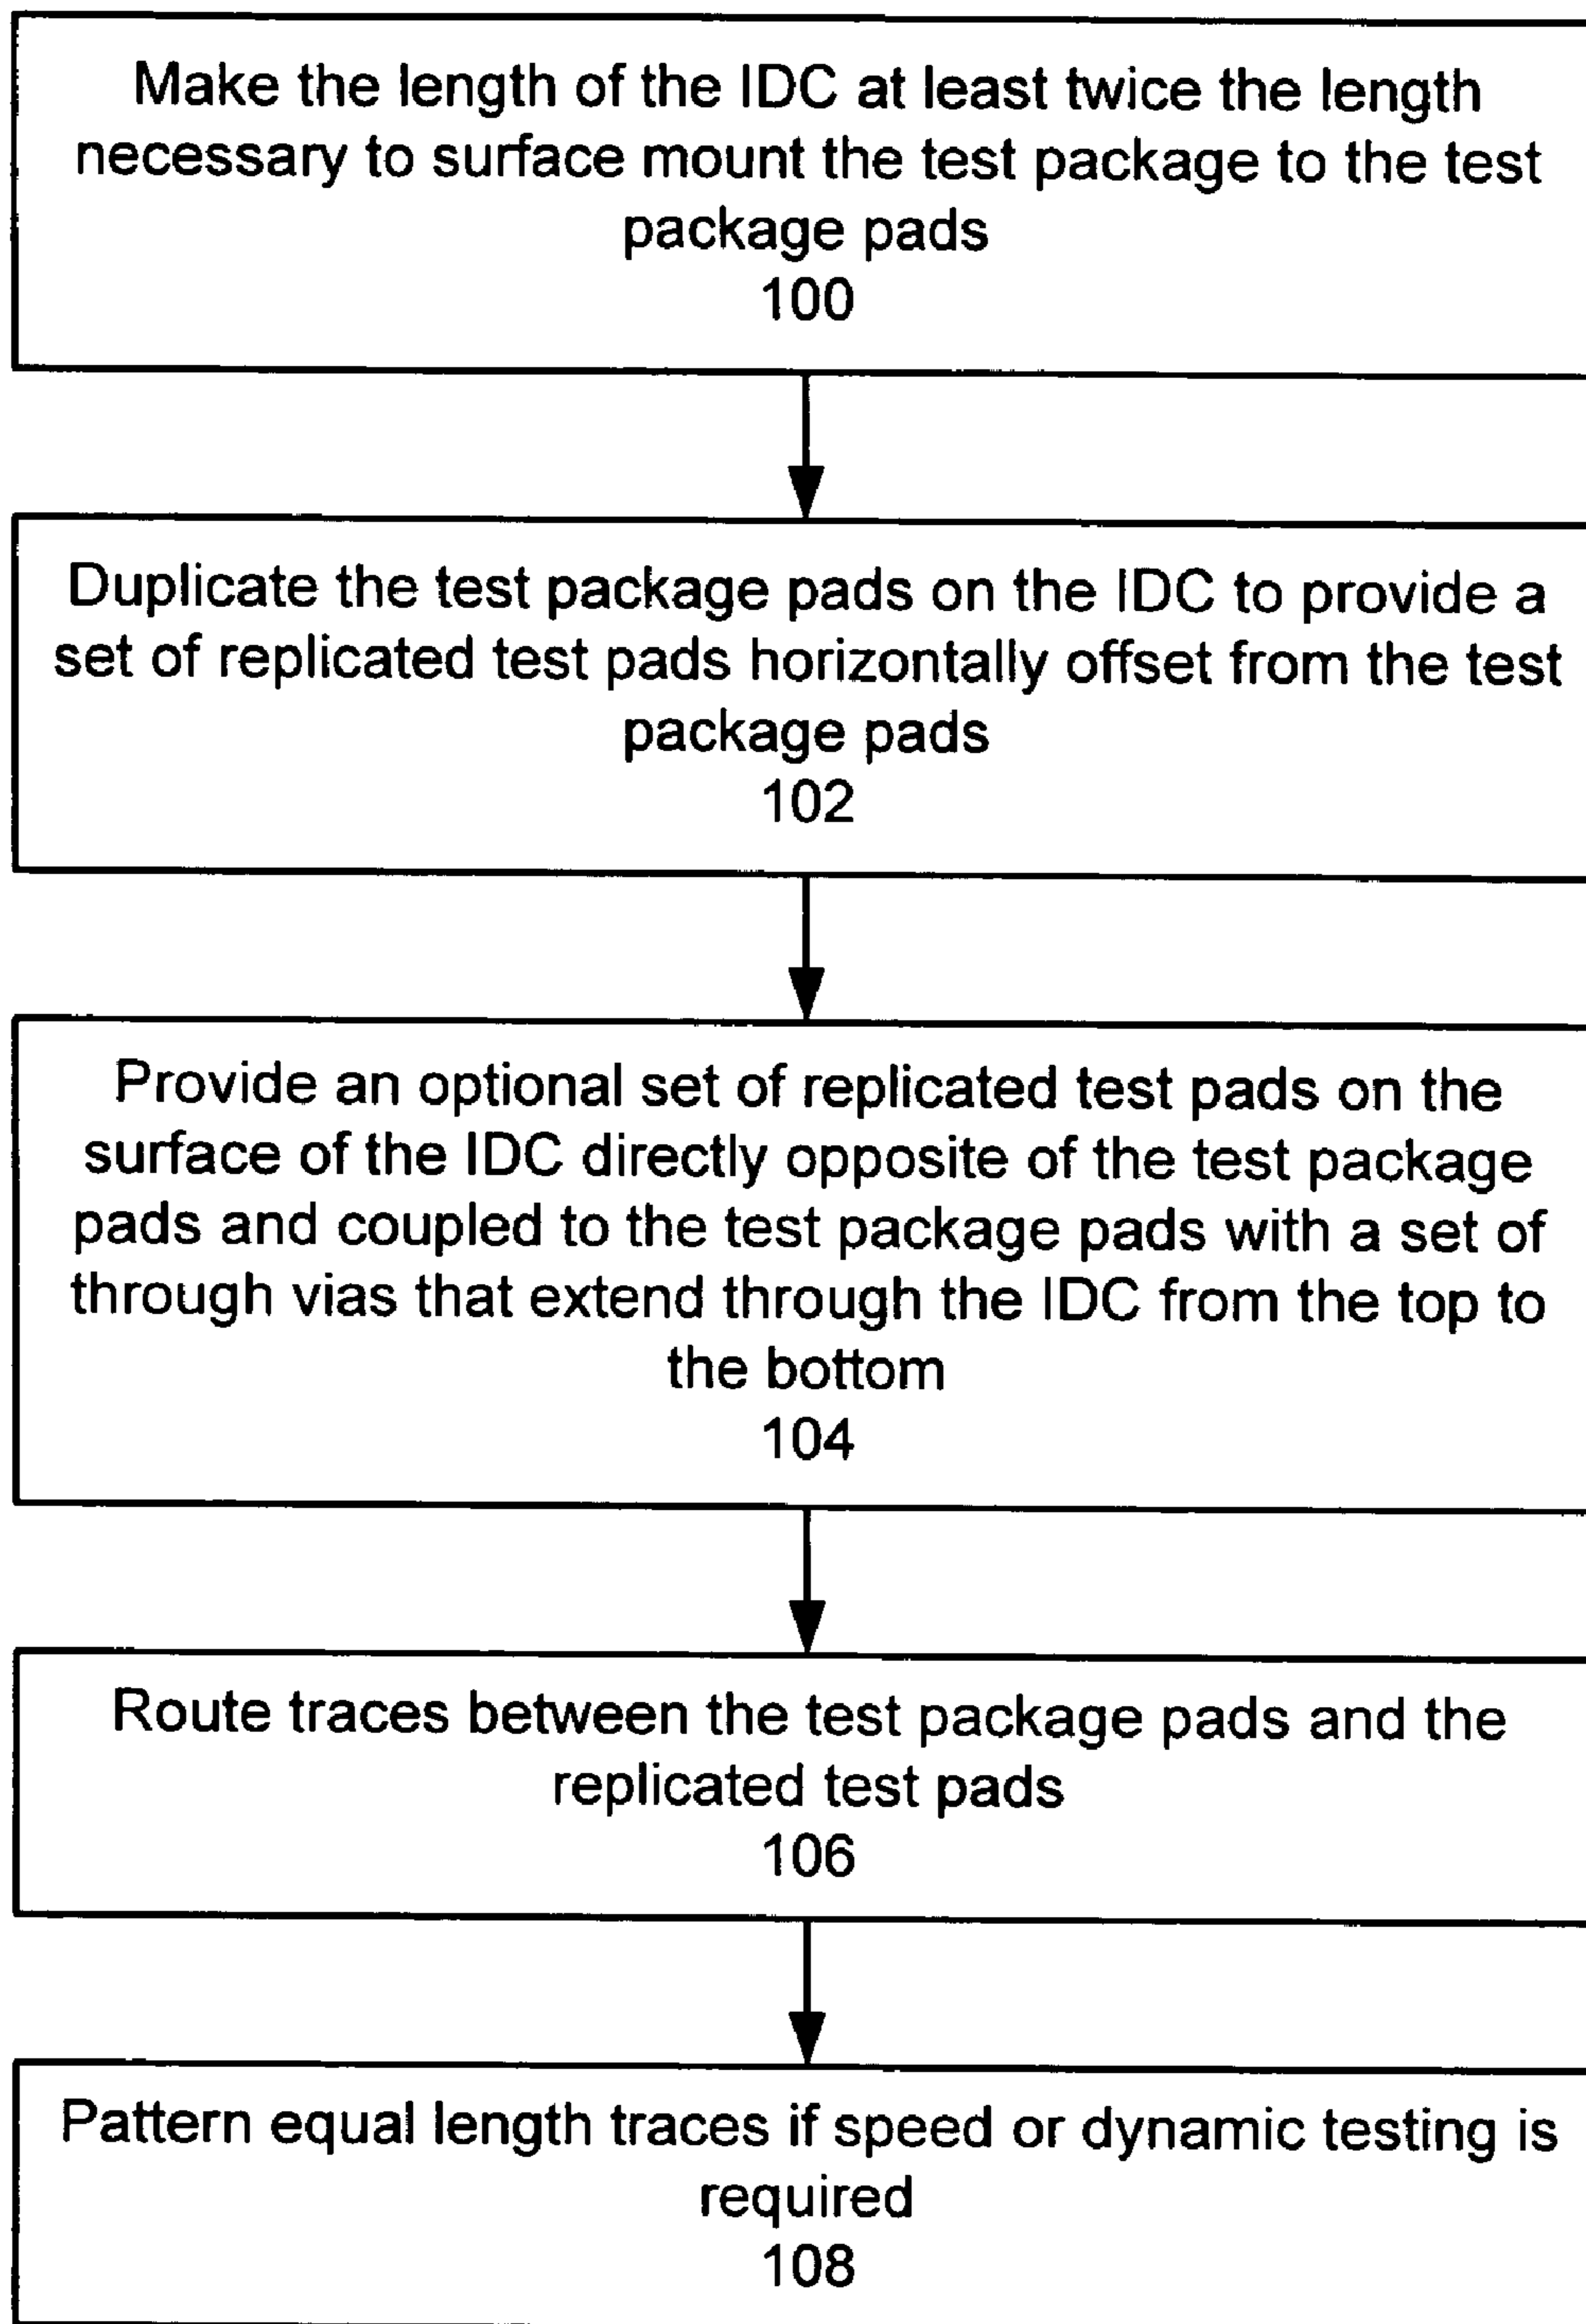 Make the length of the IDC at least twice the length
necessary to surface mount the test package to the test
package pads
100
Duplicate the test package pads on the IDC to provide a
set of replicated test pads horizontally offset from the test
package pads
102
Provide an optional set of replicated test pads on the
surface of the IDC directly opposite of the test package
pads and coupled to the test package pads with a set of
through vias that extend through the IDC from the top to
the bottom
104
Route traces between the test package pads and the
replicated test pads
106
Pattern equal length traces if speed or dynamic testing is
required
108